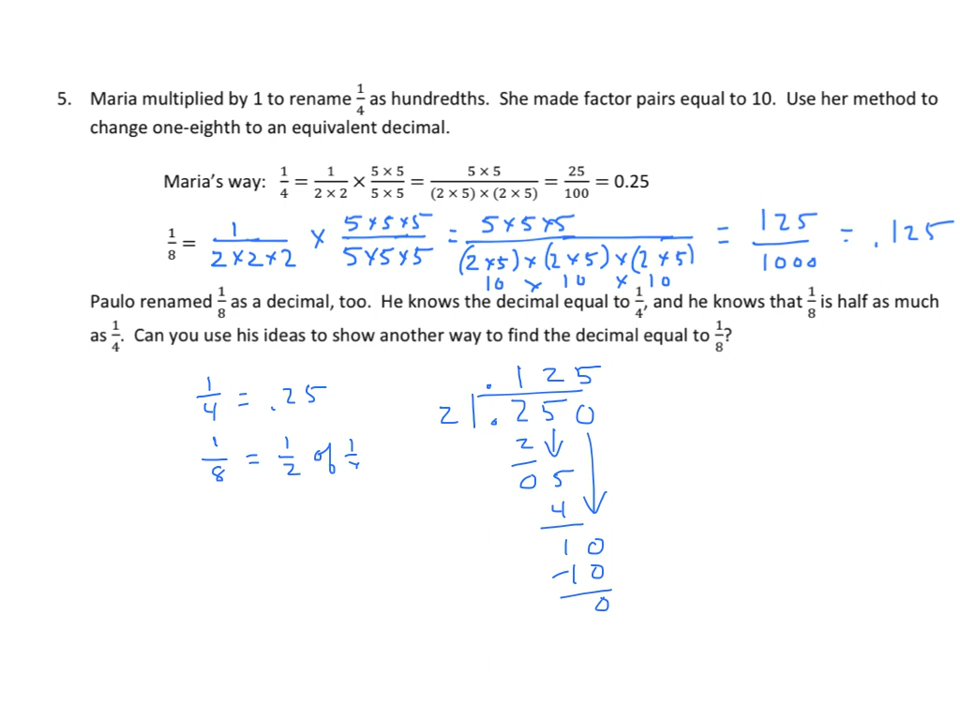 5. Maria multiplied by 1 to rename 1/4 as hundredths. She made factor pairs equal to 10. Use her method to
change one-eighth to an equivalent decimal.
Maria's way: 1/4 = 1/(2 × 2) × (5 × 5)/(5 × 5) = (5 × 5)/((2 × 5) × (2 × 5)) = 25/100 = 0.25
1/8 = 1/(2×2×2) × (5×5×5)/(5×5×5) = (5×5×5)/((2×5)×(2×5)×(2×5)) = 125/1000 = .125
10 × 10 × 10
Paulo renamed 1/8 as a decimal, too. He knows the decimal equal to 1/4, and he knows that 1/8 is half as much
as 1/4. Can you use his ideas to show another way to find the decimal equal to 1/8?
1/4 = .25
1/8 = 1/2 of 1/4
.125
2 .250
2
05
4
10
-10
0